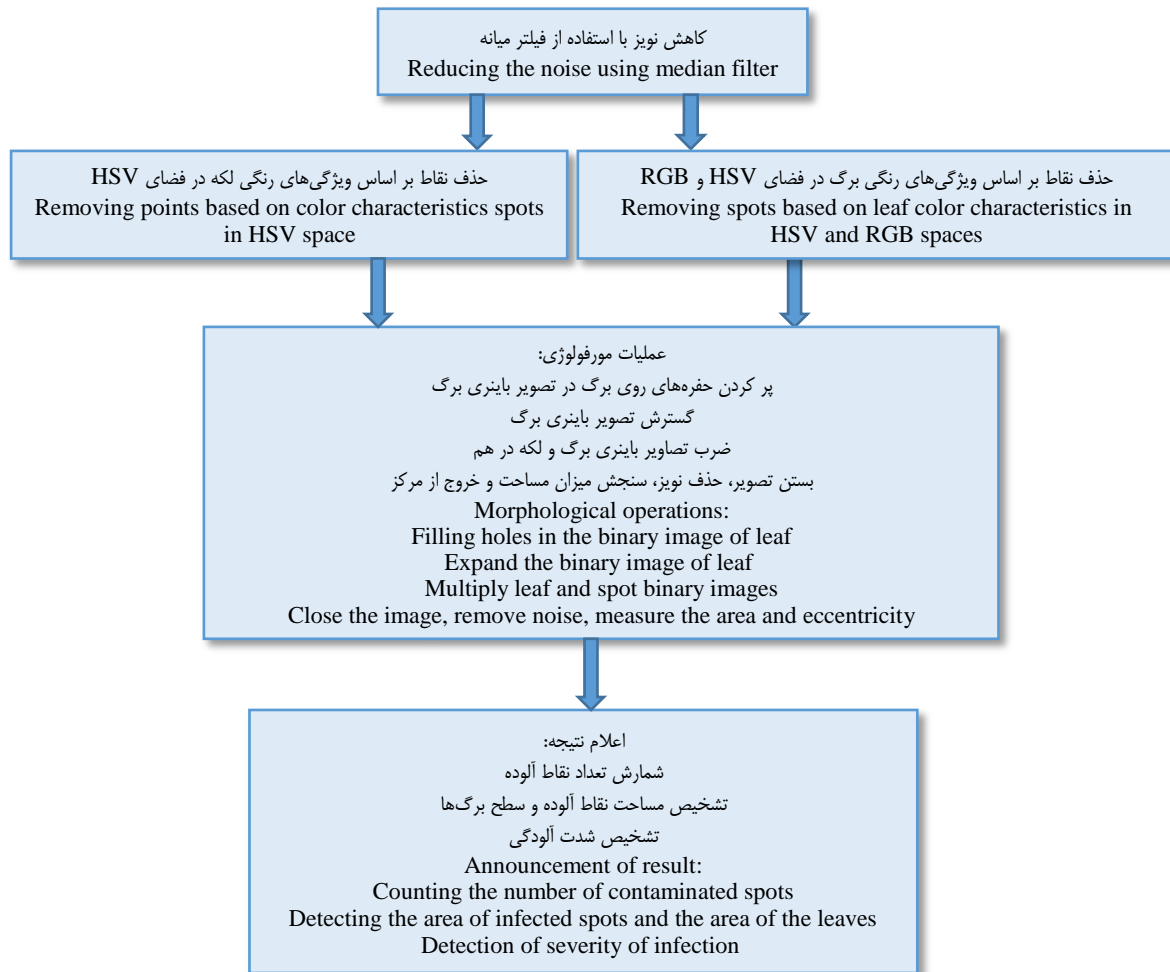 کاهش نویز با استفاده از فیلتر میانه
Reducing the noise using median filter
حذف نقاط بر اساس ویژگی‌های رنگی لکه در فضای HSV
Removing points based on color characteristics spots
in HSV space
حذف نقاط بر اساس ویژگی‌های رنگی برگ در فضای HSV و RGB
Removing spots based on leaf color characteristics in
HSV and RGB spaces
عملیات مورفولوژی:
پر کردن حفره‌های روی برگ در تصویر باینری برگ
گسترش تصویر باینری برگ
ضرب تصاویر باینری برگ و لکه در هم
بستن تصویر، حذف نویز، سنجش میزان مساحت و خروج از مرکز
Morphological operations:
Filling holes in the binary image of leaf
Expand the binary image of leaf
Multiply leaf and spot binary images
Close the image, remove noise, measure the area and eccentricity
اعلام نتیجه:
شمارش تعداد نقاط آلوده
تشخیص مساحت نقاط آلوده و سطح برگ‌ها
تشخیص شدت آلودگی
Announcement of result:
Counting the number of contaminated spots
Detecting the area of infected spots and the area of the leaves
Detection of severity of infection